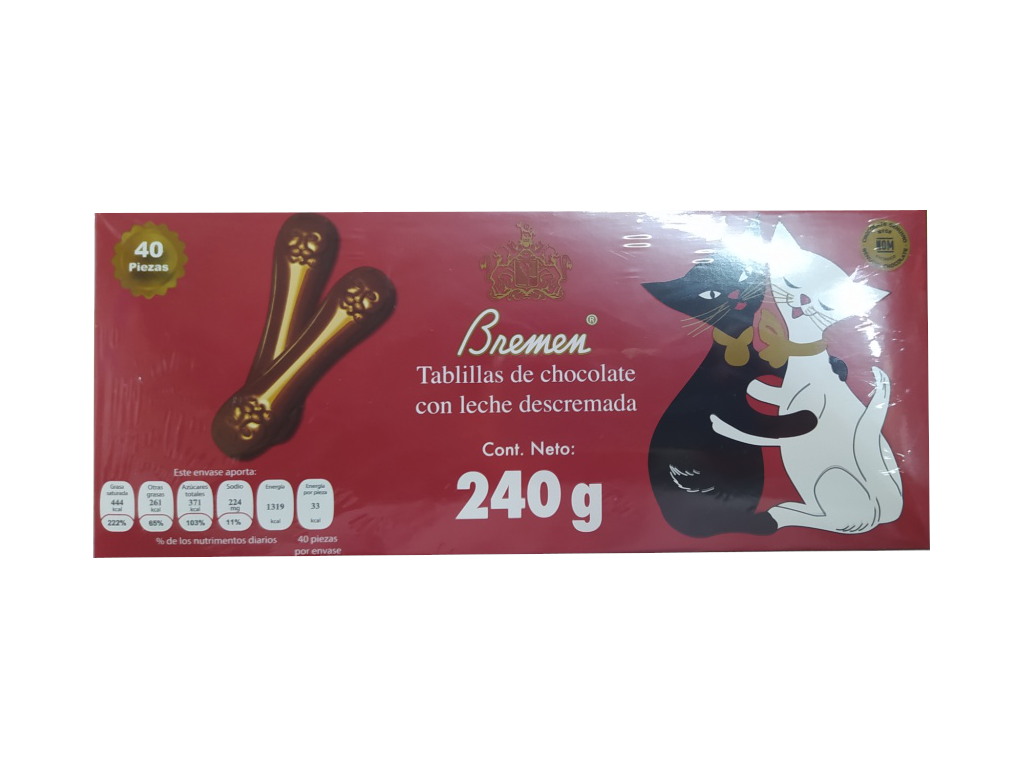 40
Piezas
Bremen®
Tablillas de chocolate
con leche descremada
Cont. Neto:
240 g
NOM
Este envase aporta:
Grasa saturada 444 kcal 222%
Otras grasas 261 kcal 65%
Azúcares totales 371 kcal 103%
Sodio 224 mg 11%
Energía 1319 kcal
Energía por pieza 33 kcal
% de los nutrimentos diarios
40 piezas
por envase